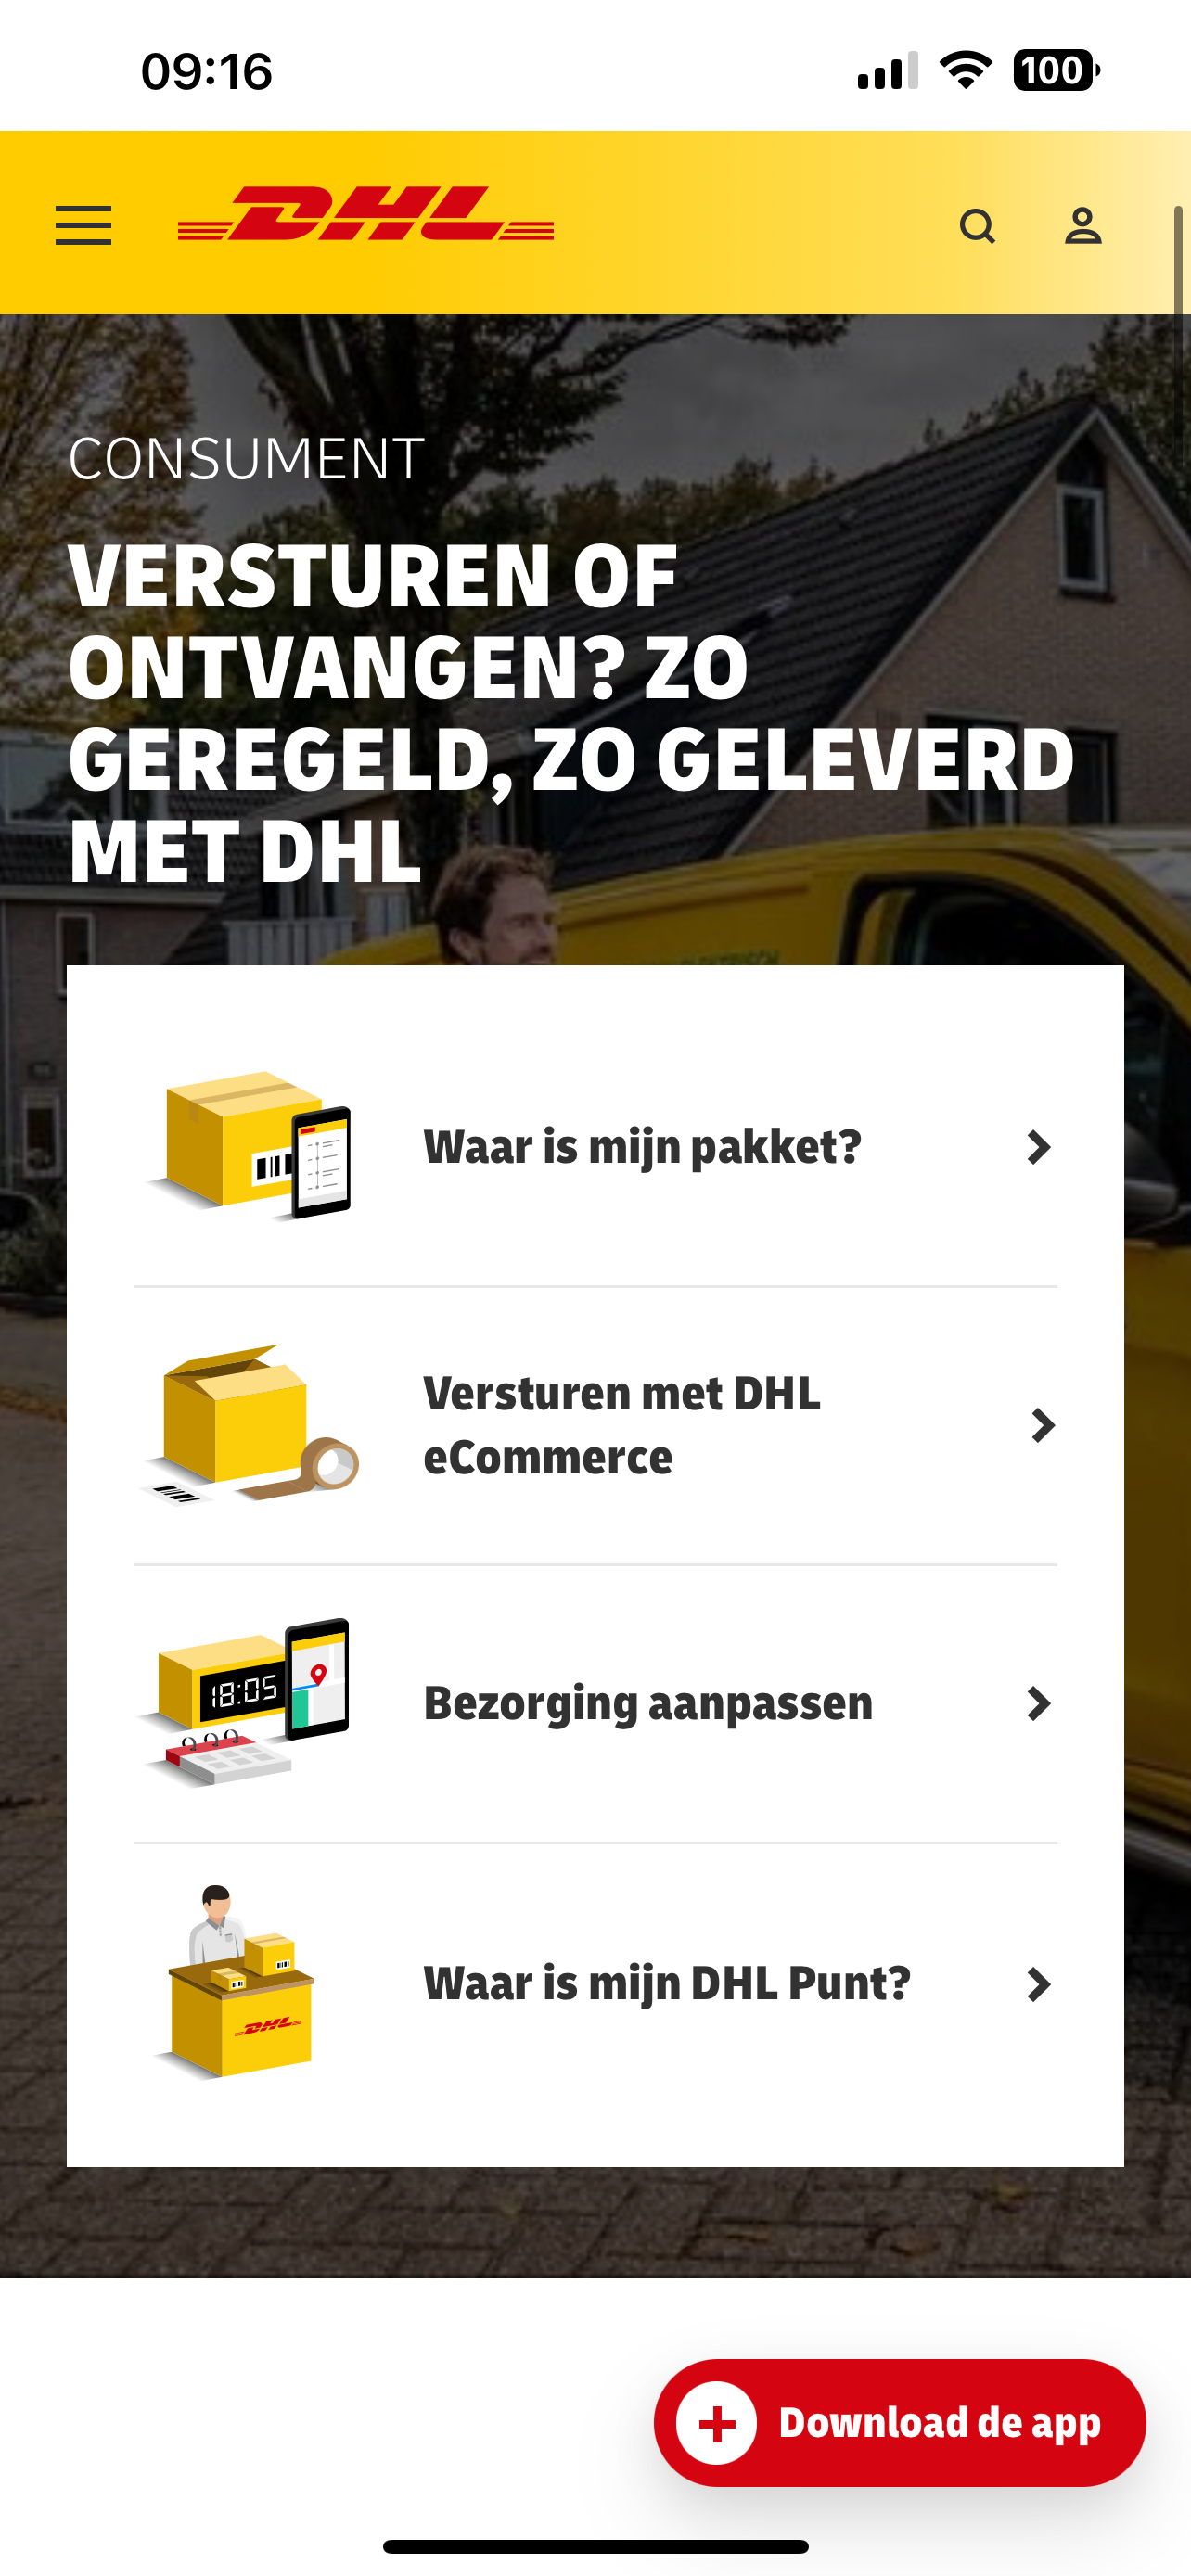 09:16
100
DHL
CONSUMENT
VERSTUREN OF
ONTVANGEN? ZO
GEREGELD, ZO GELEVERD
MET DHL
Waar is mijn pakket?
Versturen met DHL
eCommerce
18:05
Bezorging aanpassen
DHL
Waar is mijn DHL Punt?
Download de app